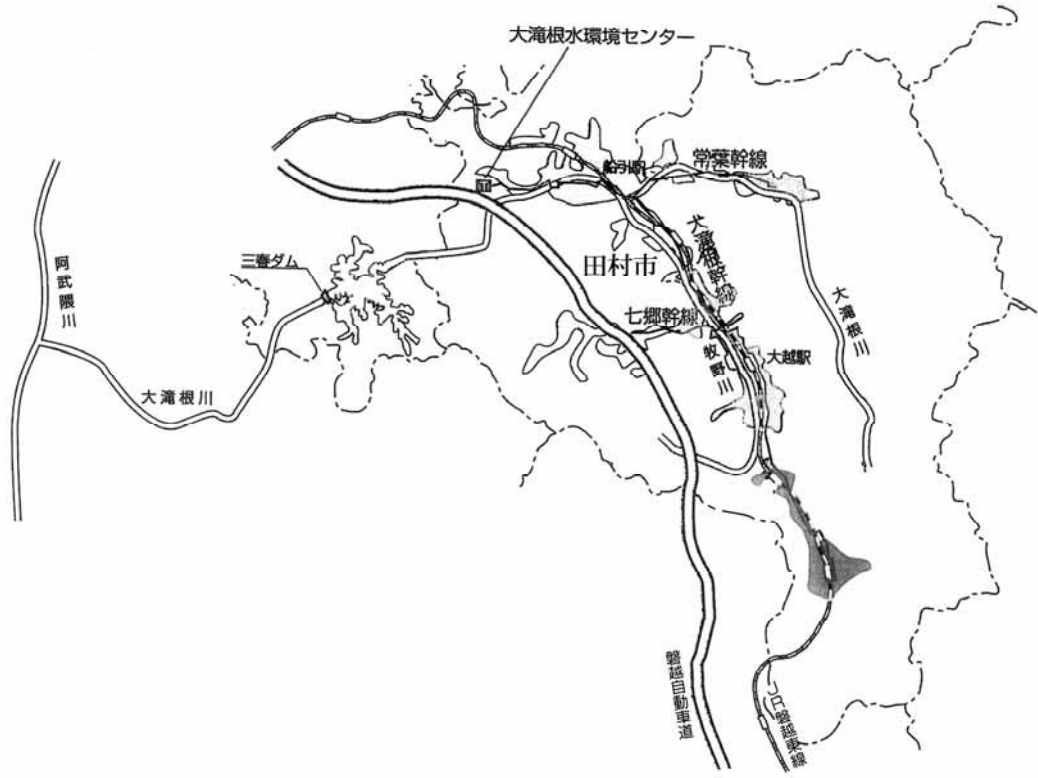 大滝根水環境センター
船引駅
常葉幹線
大滝根幹線
田村市
三春ダム
阿武隈川
七郷幹線
牧野川
大越駅
大滝根川
大滝根川
磐越自動車道
JR磐越東線